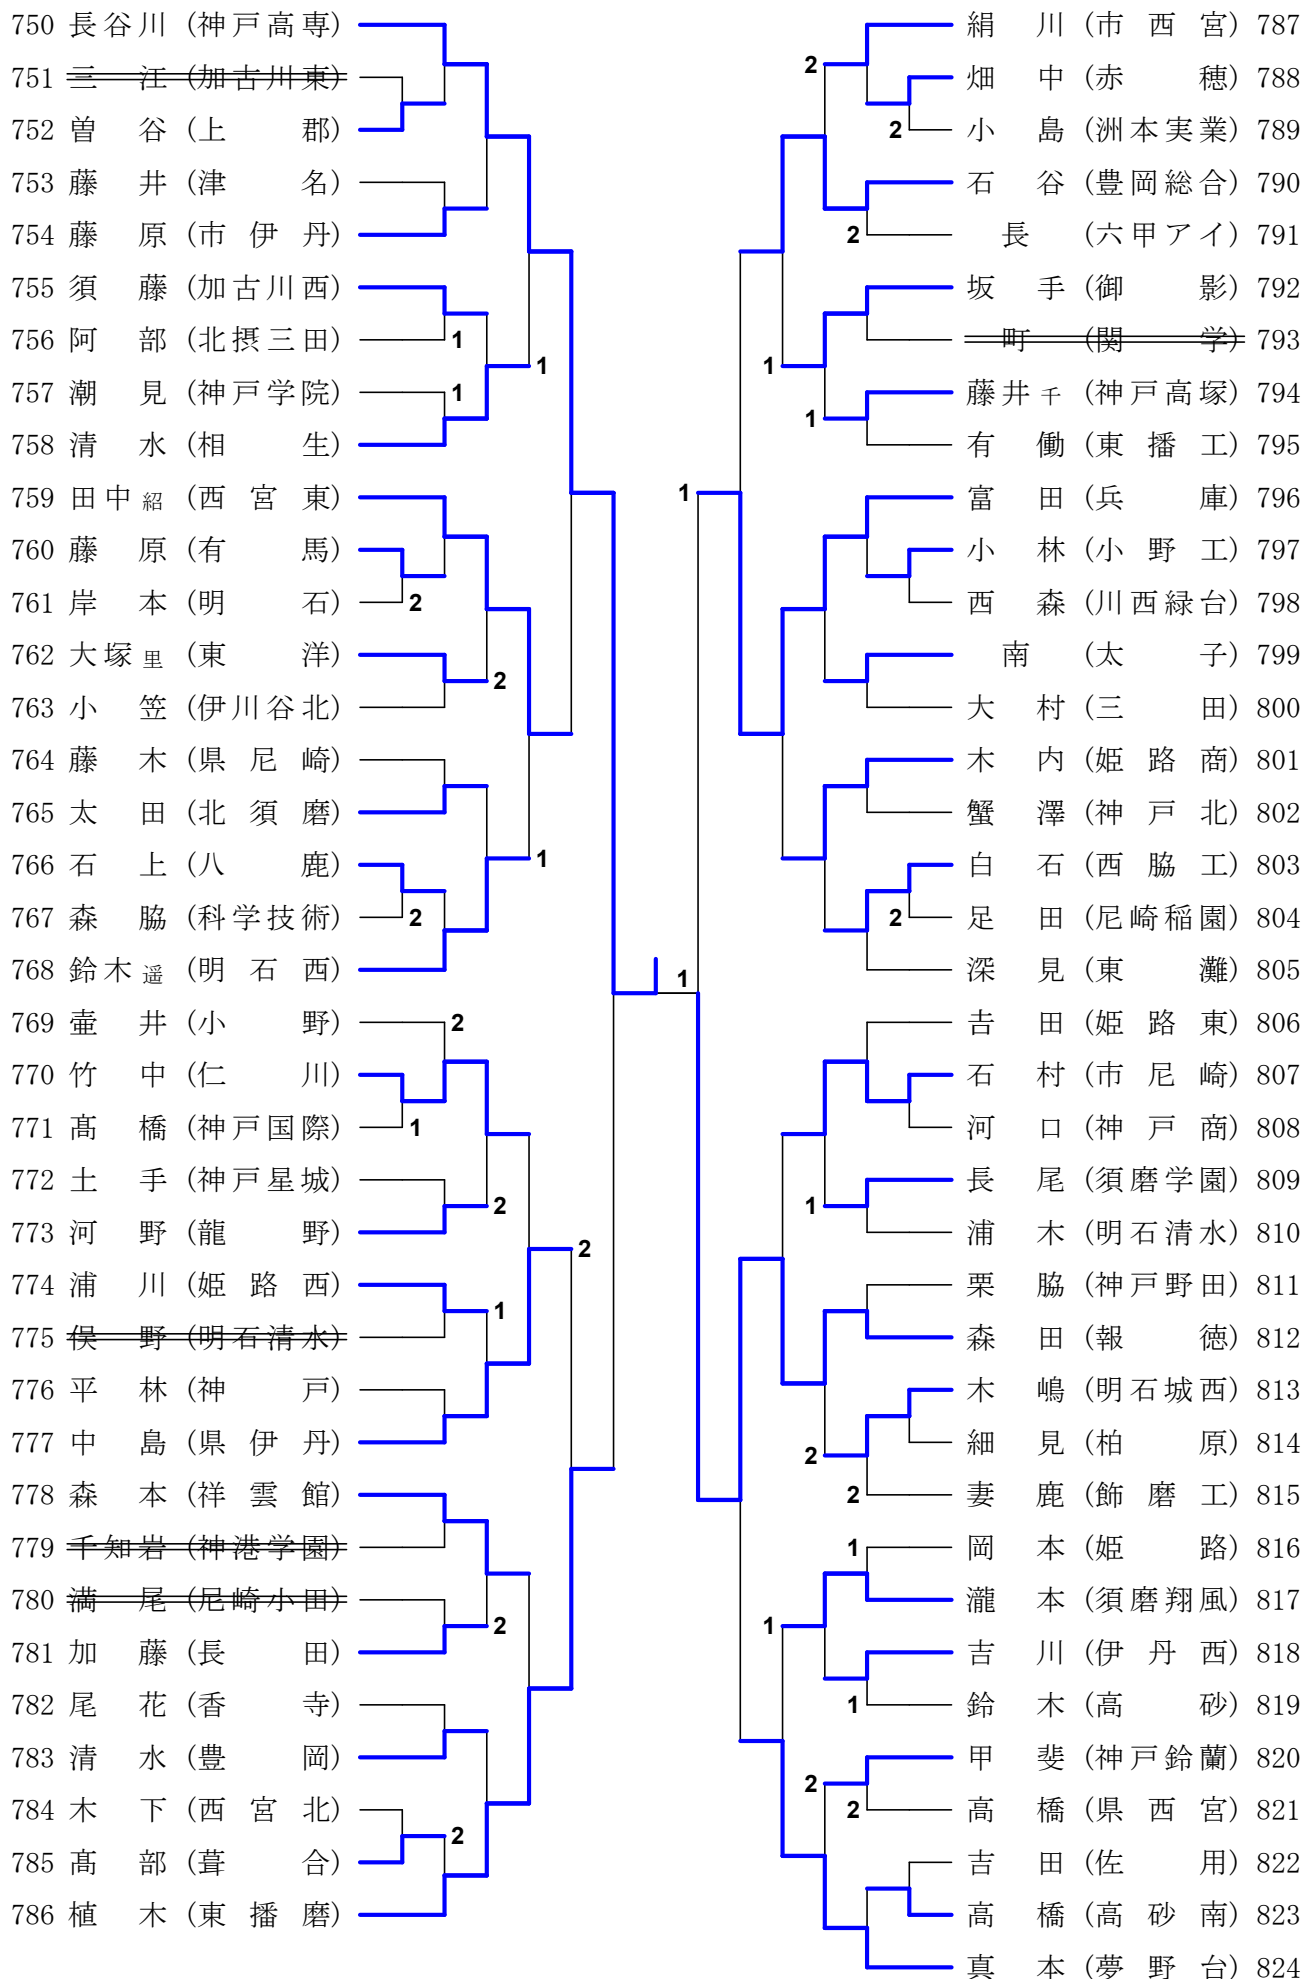 750 長谷川 (神戸高専)
751 三江 (加古川東)
752 曽谷 (上郡)
753 藤井 (津名)
754 藤原 (市伊丹)
755 須藤 (加古川西)
756 阿部 (北摂三田) 1
757 潮見 (神戸学院) 1
1
758 清水 (相生)
759 田中紹 (西宮東)
760 藤原 (有馬)
761 岸本 (明石) 2
762 大塚里 (東洋)
2
763 小笠 (伊川谷北)
764 藤木 (県尼崎)
765 太田 (北須磨)
1
766 石上 (八鹿)
767 森脇 (科学技術) 2
768 鈴木遥 (明石西)
769 壷井 (小野) 2
770 竹中 (仁川)
771 髙橋 (神戸国際) 1
772 土手 (神戸星城)
2
773 河野 (龍野)
2
774 浦川 (姫路西)
1
775 俣野 (明石清水)
776 平林 (神戸)
777 中島 (県伊丹)
778 森本 (祥雲館)
779 千知岩 (神港学園)
780 満尾 (尼崎小田)
2
781 加藤 (長田)
782 尾花 (香寺)
783 清水 (豊岡)
784 木下 (西宮北)
2
785 髙部 (葺合)
786 植木 (東播磨)
1
絹川 (市西宮) 787
2
畑中 (赤穂) 788
2 小島 (洲本実業) 789
石谷 (豊岡総合) 790
2 長 (六甲アイ) 791
坂手 (御影) 792
町 (関学) 793
1
藤井千 (神戸高塚) 794
1
有働 (東播工) 795
1
富田 (兵庫) 796
小林 (小野工) 797
西森 (川西緑台) 798
南 (太子) 799
大村 (三田) 800
木内 (姫路商) 801
蟹澤 (神戸北) 802
白石 (西脇工) 803
2 足田 (尼崎稲園) 804
深見 (東灘) 805
吉田 (姫路東) 806
石村 (市尼崎) 807
河口 (神戸商) 808
長尾 (須磨学園) 809
1
浦木 (明石清水) 810
栗脇 (神戸野田) 811
森田 (報徳) 812
木嶋 (明石城西) 813
細見 (柏原) 814
2
2 妻鹿 (飾磨工) 815
1 岡本 (姫路) 816
瀧本 (須磨翔風) 817
1
吉川 (伊丹西) 818
1 鈴木 (高砂) 819
甲斐 (神戸鈴蘭) 820
2
2 高橋 (県西宮) 821
吉田 (佐用) 822
高橋 (高砂南) 823
真本 (夢野台) 824